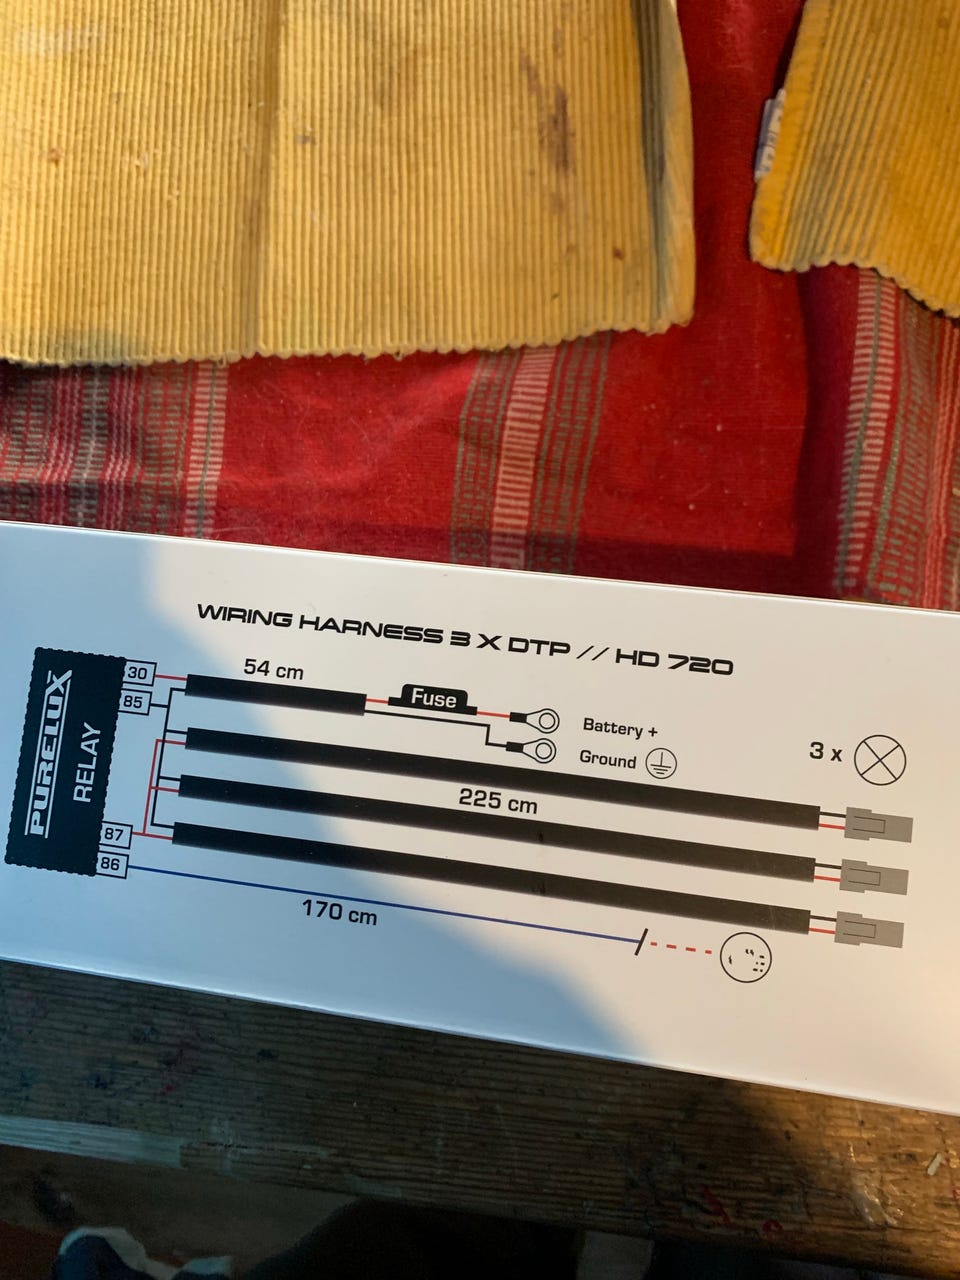 WIRING HARNESS 3 X DTP // HD 720
54 cm
30
85
Fuse
Battery +
Ground
3 x
PURELUX
RELAY
225 cm
87
86
170 cm